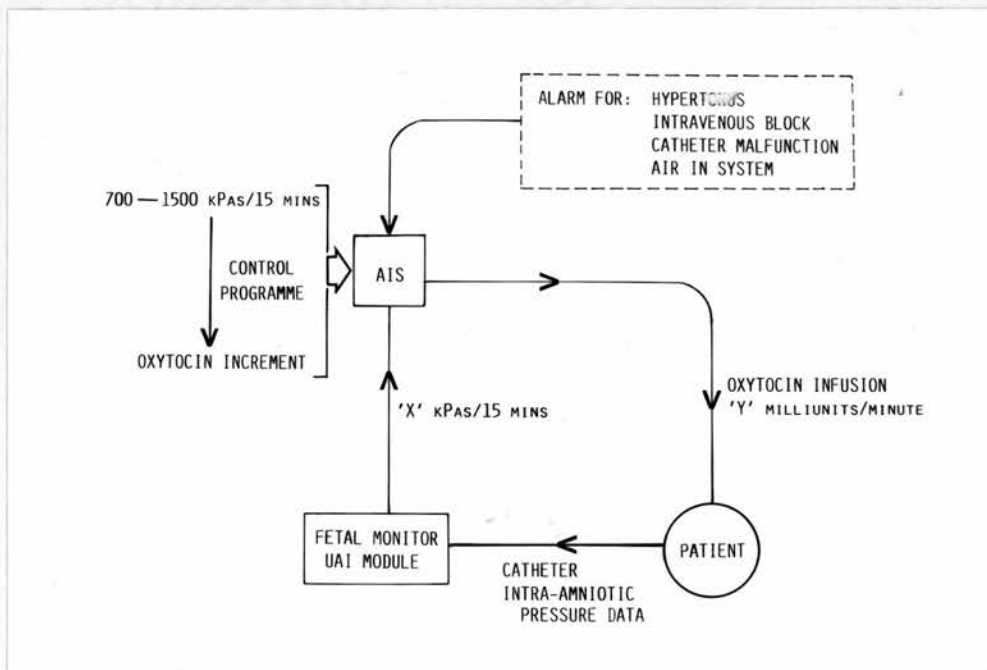 ALARM FOR: HYPERTONUS
INTRAVENOUS BLOCK
CATHETER MALFUNCTION
AIR IN SYSTEM
700 — 1500 KPAS/15 MINS
CONTROL
PROGRAMME
OXYTOCIN INCREMENT
AIS
'X' KPAS/15 MINS
OXYTOCIN INFUSION
'Y' MILLIUNITS/MINUTE
FETAL MONITOR
UAI MODULE
PATIENT
CATHETER
INTRA-AMNIOTIC
PRESSURE DATA